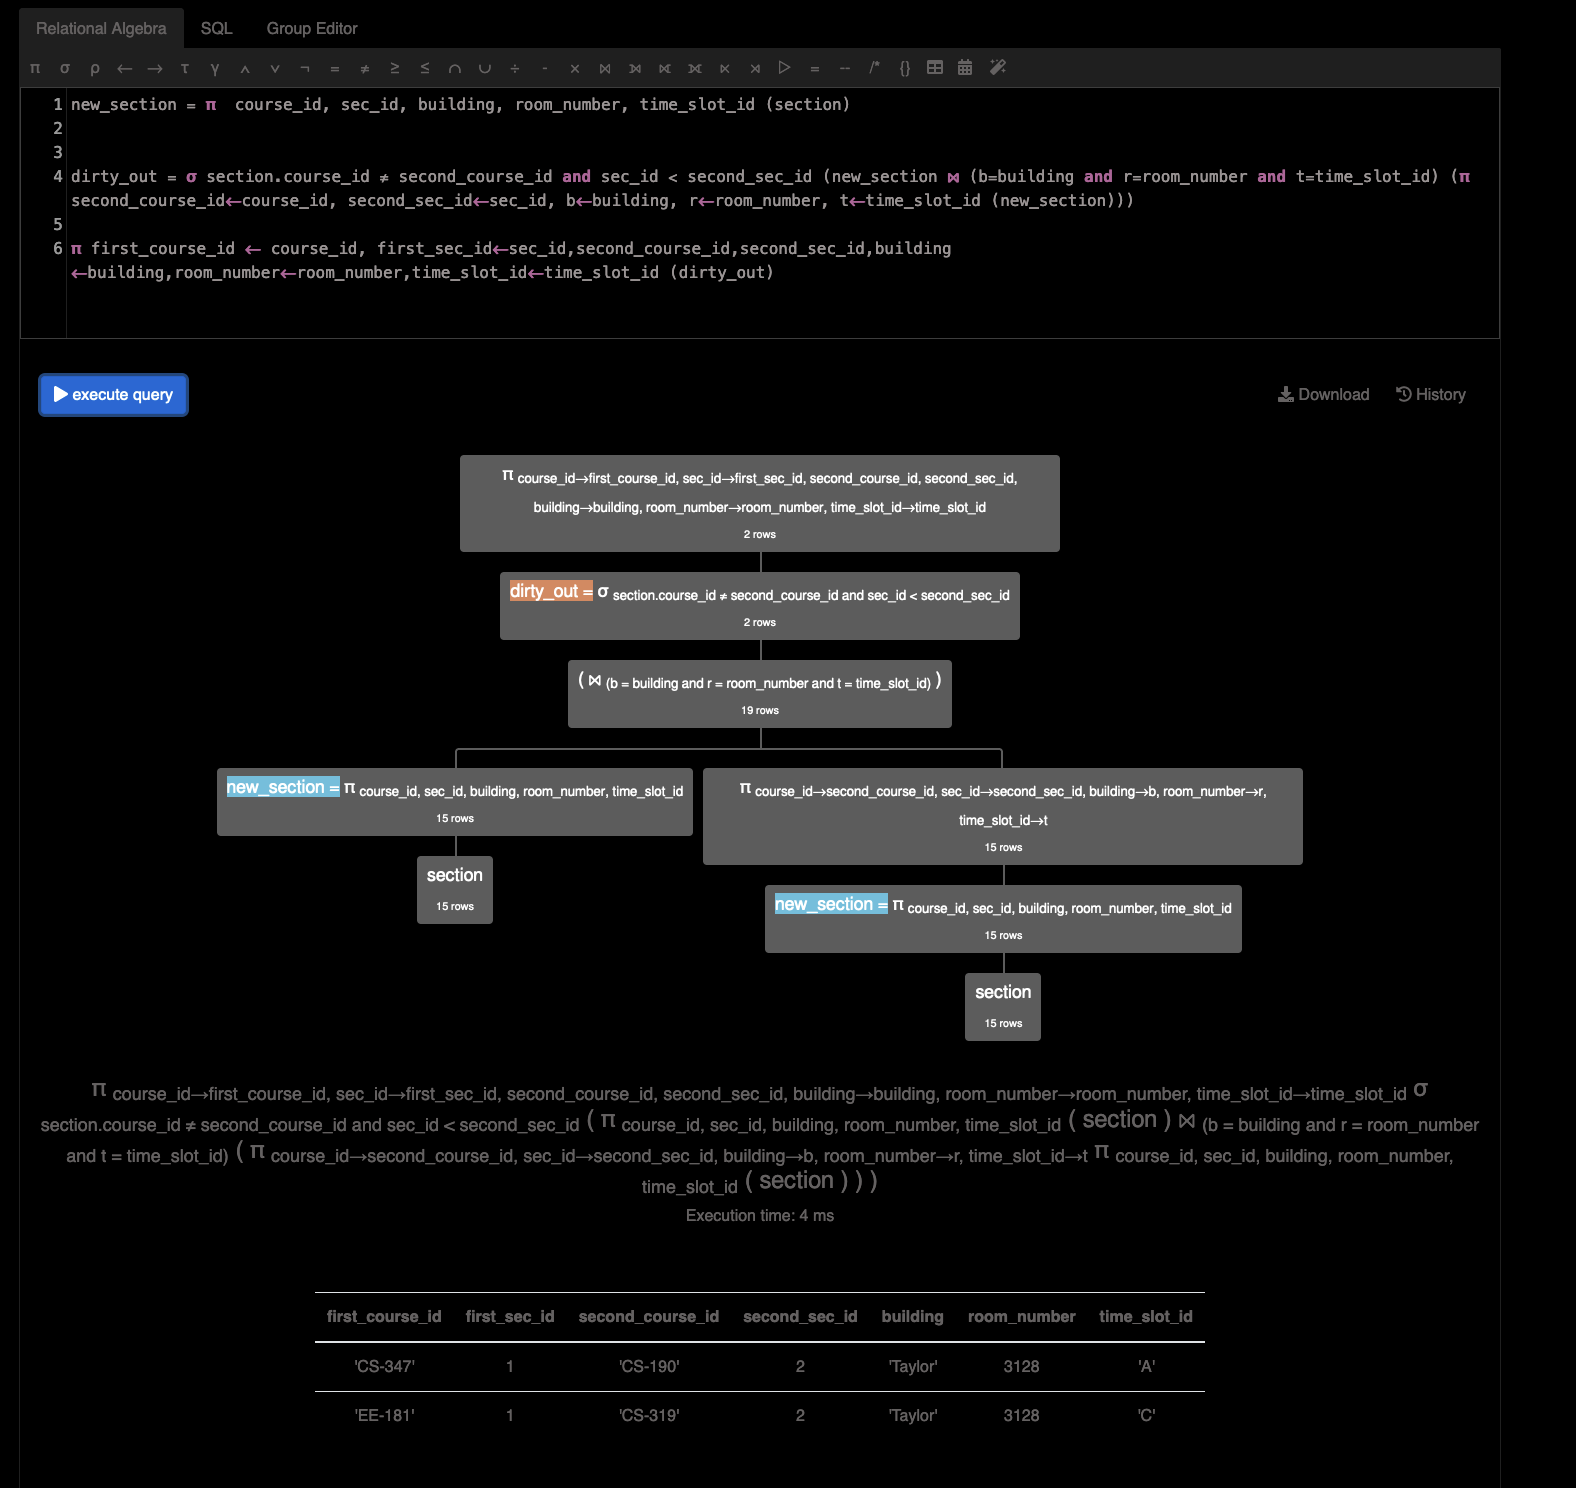 Relational Algebra SQL Group Editor
π σ ρ ← → τ γ ∧ ∨ ¬ = ≠ ≥ ≤ ∩ ∪ ÷ - × ⋈ ⟕ ⟖ ⟗ ⋉ ⋊ ▷ = -- /* {}
1 new_section = π  course_id, sec_id, building, room_number, time_slot_id (section)
2
3
4 dirty_out = σ section.course_id ≠ second_course_id and sec_id < second_sec_id (new_section ⋈ (b=building and r=room_number and t=time_slot_id) (π
second_course_id←course_id, second_sec_id←sec_id, b←building, r←room_number, t←time_slot_id (new_section)))
5
6 π first_course_id ← course_id, first_sec_id←sec_id,second_course_id,second_sec_id,building
←building,room_number←room_number,time_slot_id←time_slot_id (dirty_out)
execute query Download History
π course_id→first_course_id, sec_id→first_sec_id, second_course_id, second_sec_id,
building→building, room_number→room_number, time_slot_id→time_slot_id
2 rows
dirty_out = σ section.course_id ≠ second_course_id and sec_id < second_sec_id
2 rows
( ⋈ (b = building and r = room_number and t = time_slot_id) )
19 rows
new_section = π course_id, sec_id, building, room_number, time_slot_id
15 rows
section
15 rows
π course_id→second_course_id, sec_id→second_sec_id, building→b, room_number→r,
time_slot_id→t
15 rows
new_section = π course_id, sec_id, building, room_number, time_slot_id
15 rows
section
15 rows
π course_id→first_course_id, sec_id→first_sec_id, second_course_id, second_sec_id, building→building, room_number→room_number, time_slot_id→time_slot_id σ
section.course_id ≠ second_course_id and sec_id < second_sec_id ( π course_id, sec_id, building, room_number, time_slot_id ( section ) ⋈ (b = building and r = room_number
and t = time_slot_id) ( π course_id→second_course_id, sec_id→second_sec_id, building→b, room_number→r, time_slot_id→t π course_id, sec_id, building, room_number,
time_slot_id ( section ) ) )
Execution time: 4 ms
first_course_id first_sec_id second_course_id second_sec_id building room_number time_slot_id
'CS-347' 1 'CS-190' 2 'Taylor' 3128 'A'
'EE-181' 1 'CS-319' 2 'Taylor' 3128 'C'